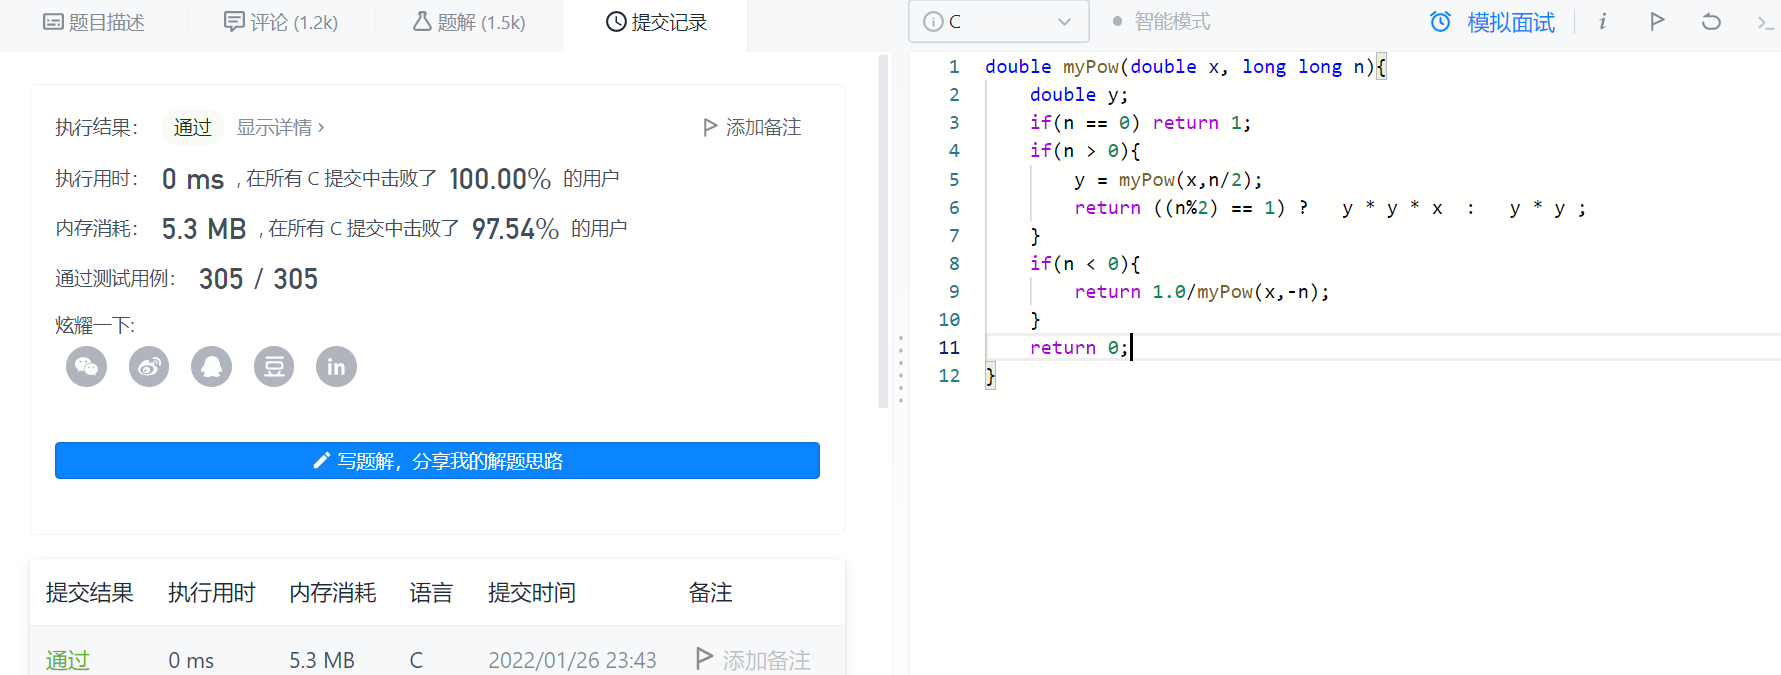 题目描述 评论 (1.2k) 题解 (1.5k) 提交记录
执行结果： 通过 显示详情 › 添加备注
执行用时： 0 ms , 在所有 C 提交中击败了 100.00% 的用户
内存消耗： 5.3 MB , 在所有 C 提交中击败了 97.54% 的用户
通过测试用例： 305 / 305
炫耀一下:
豆 in
写题解，分享我的解题思路
提交结果 执行用时 内存消耗 语言 提交时间 备注
通过 0 ms 5.3 MB C 2022/01/26 23:43 添加备注
i C 智能模式 模拟面试 i
1 double myPow(double x, long long n){
2 double y;
3 if(n == 0) return 1;
4 if(n > 0){
5 y = myPow(x,n/2);
6 return ((n%2) == 1) ? y * y * x : y * y ;
7 }
8 if(n < 0){
9 return 1.0/myPow(x,-n);
10 }
11 return 0;
12 }